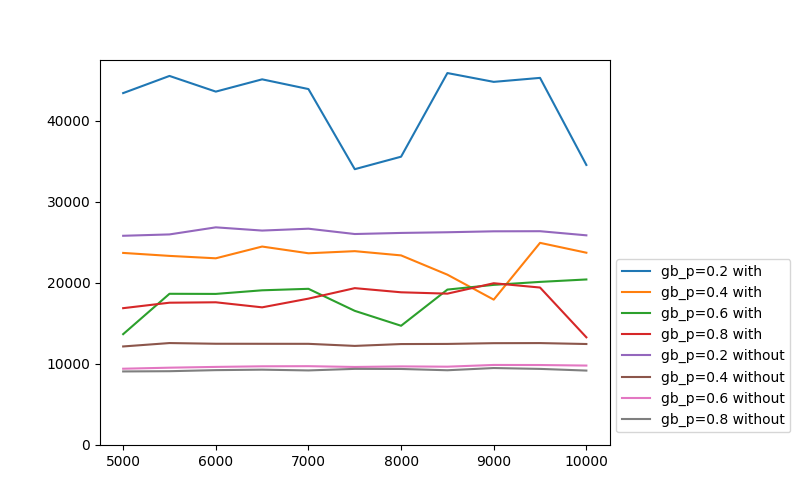 40000
30000
20000
10000
0
5000 6000 7000 8000 9000 10000
gb_p=0.2 with
gb_p=0.4 with
gb_p=0.6 with
gb_p=0.8 with
gb_p=0.2 without
gb_p=0.4 without
gb_p=0.6 without
gb_p=0.8 without